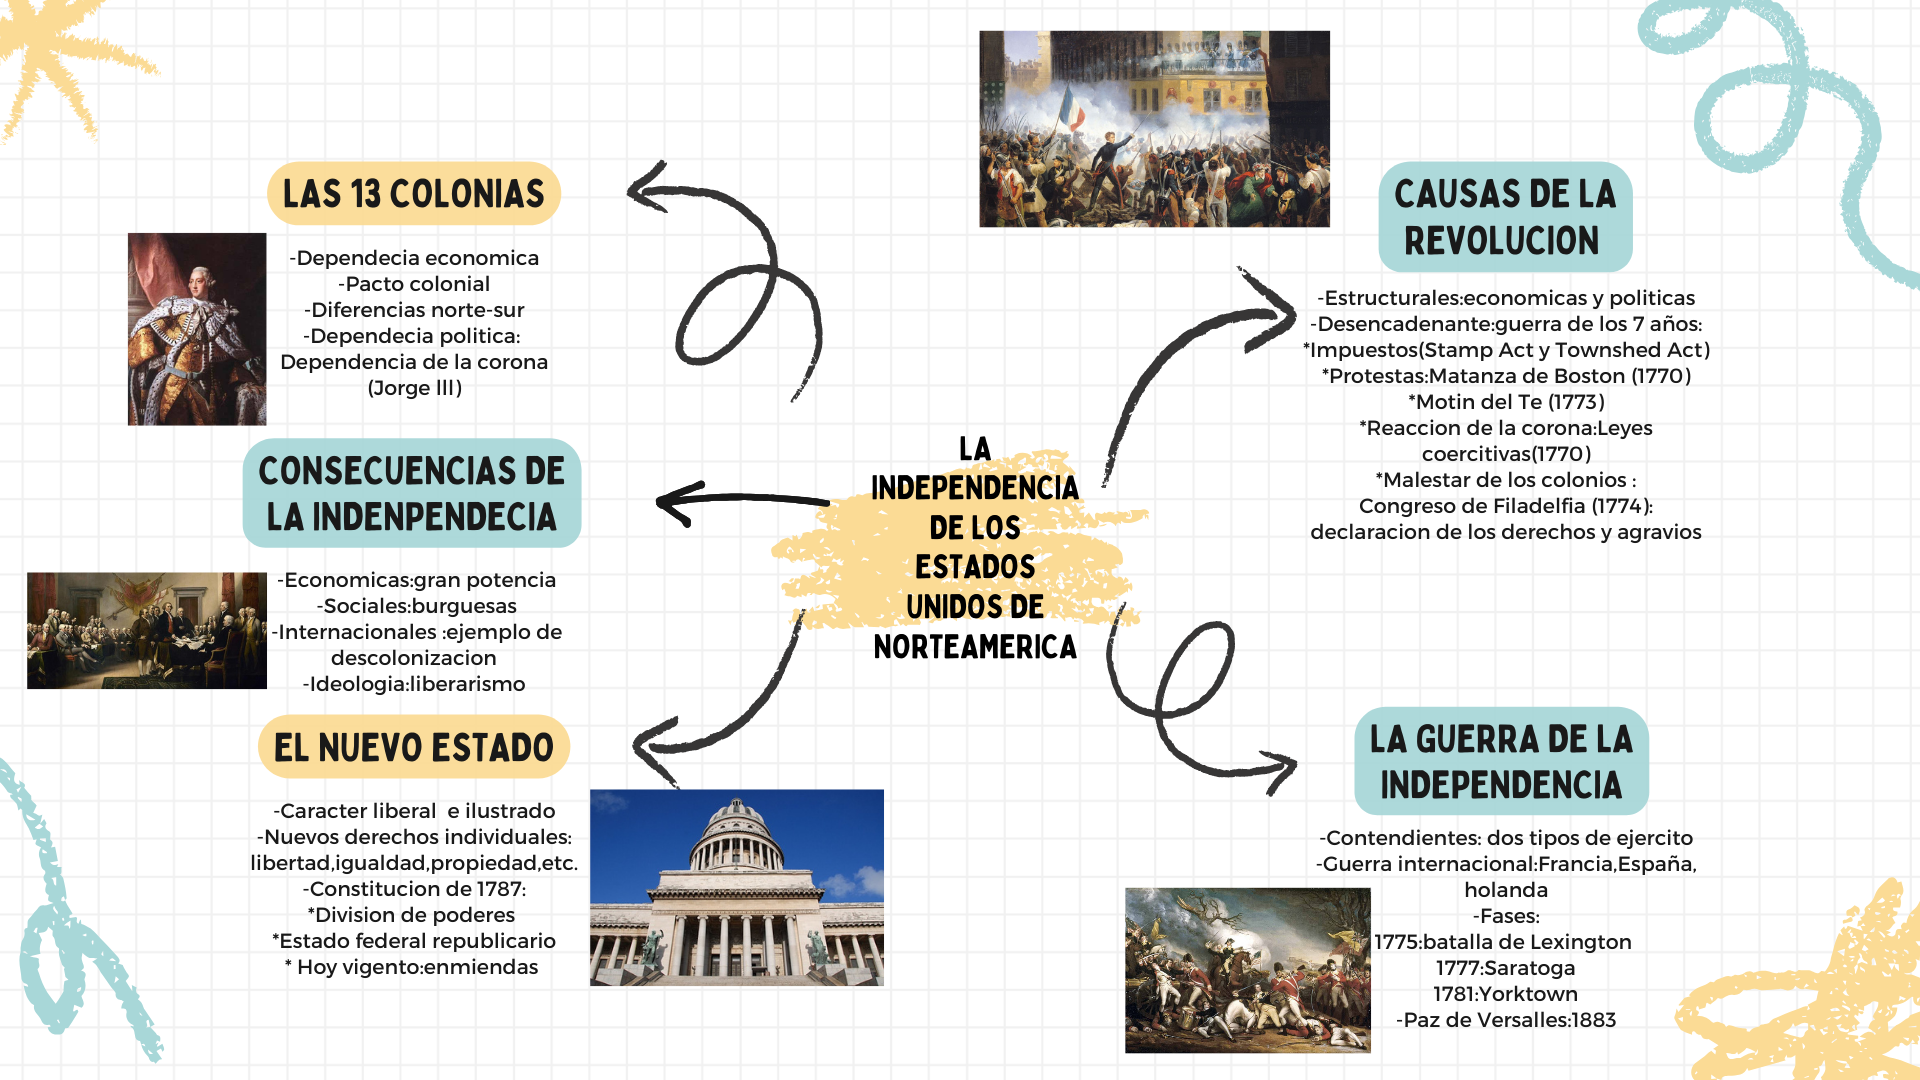 LAS 13 COLONIAS
-Dependecia economica
-Pacto colonial
-Diferencias norte-sur
-Dependecia politica:
Dependencia de la corona
(Jorge lll)
CONSECUENCIAS DE
LA INDENPENDECIA
-Economicas:gran potencia
-Sociales:burguesas
-Internacionales :ejemplo de
descolonizacion
-Ideologia:liberarismo
EL NUEVO ESTADO
-Caracter liberal  e ilustrado
-Nuevos derechos individuales:
libertad,igualdad,propiedad,etc.
-Constitucion de 1787:
*Division de poderes
*Estado federal republicario
* Hoy vigento:enmiendas
LA
INDEPENDENCIA
DE LOS
ESTADOS
UNIDOS DE
NORTEAMERICA
CAUSAS DE LA
REVOLUCION
-Estructurales:economicas y politicas
-Desencadenante:guerra de los 7 años:
*Impuestos(Stamp Act y Townshed Act)
*Protestas:Matanza de Boston (1770)
*Motin del Te (1773)
*Reaccion de la corona:Leyes
coercitivas(1770)
*Malestar de los colonios :
Congreso de Filadelfia (1774):
declaracion de los derechos y agravios
LA GUERRA DE LA
INDEPENDENCIA
-Contendientes: dos tipos de ejercito
-Guerra internacional:Francia,España,
holanda
-Fases:
1775:batalla de Lexington
1777:Saratoga
1781:Yorktown
-Paz de Versalles:1883